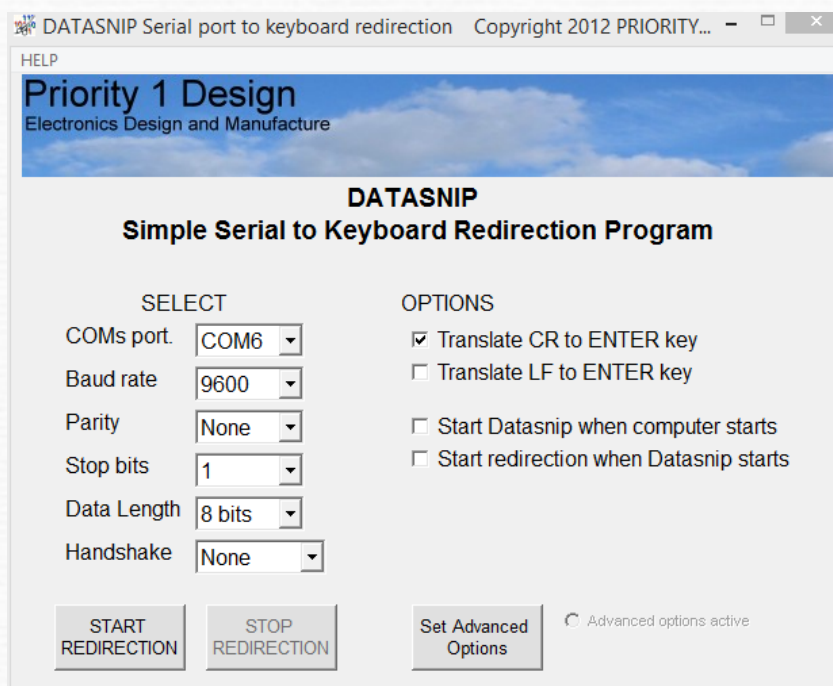 DATASNIP Serial port to keyboard redirection Copyright 2012 PRIORITY...
HELP
Priority 1 Design
Electronics Design and Manufacture
DATASNIP
Simple Serial to Keyboard Redirection Program
SELECT
COMs port. COM6
Baud rate 9600
Parity None
Stop bits 1
Data Length 8 bits
Handshake None
OPTIONS
Translate CR to ENTER key
Translate LF to ENTER key
Start Datasnip when computer starts
Start redirection when Datasnip starts
START
REDIRECTION
STOP
REDIRECTION
Set Advanced
Options
Advanced options active